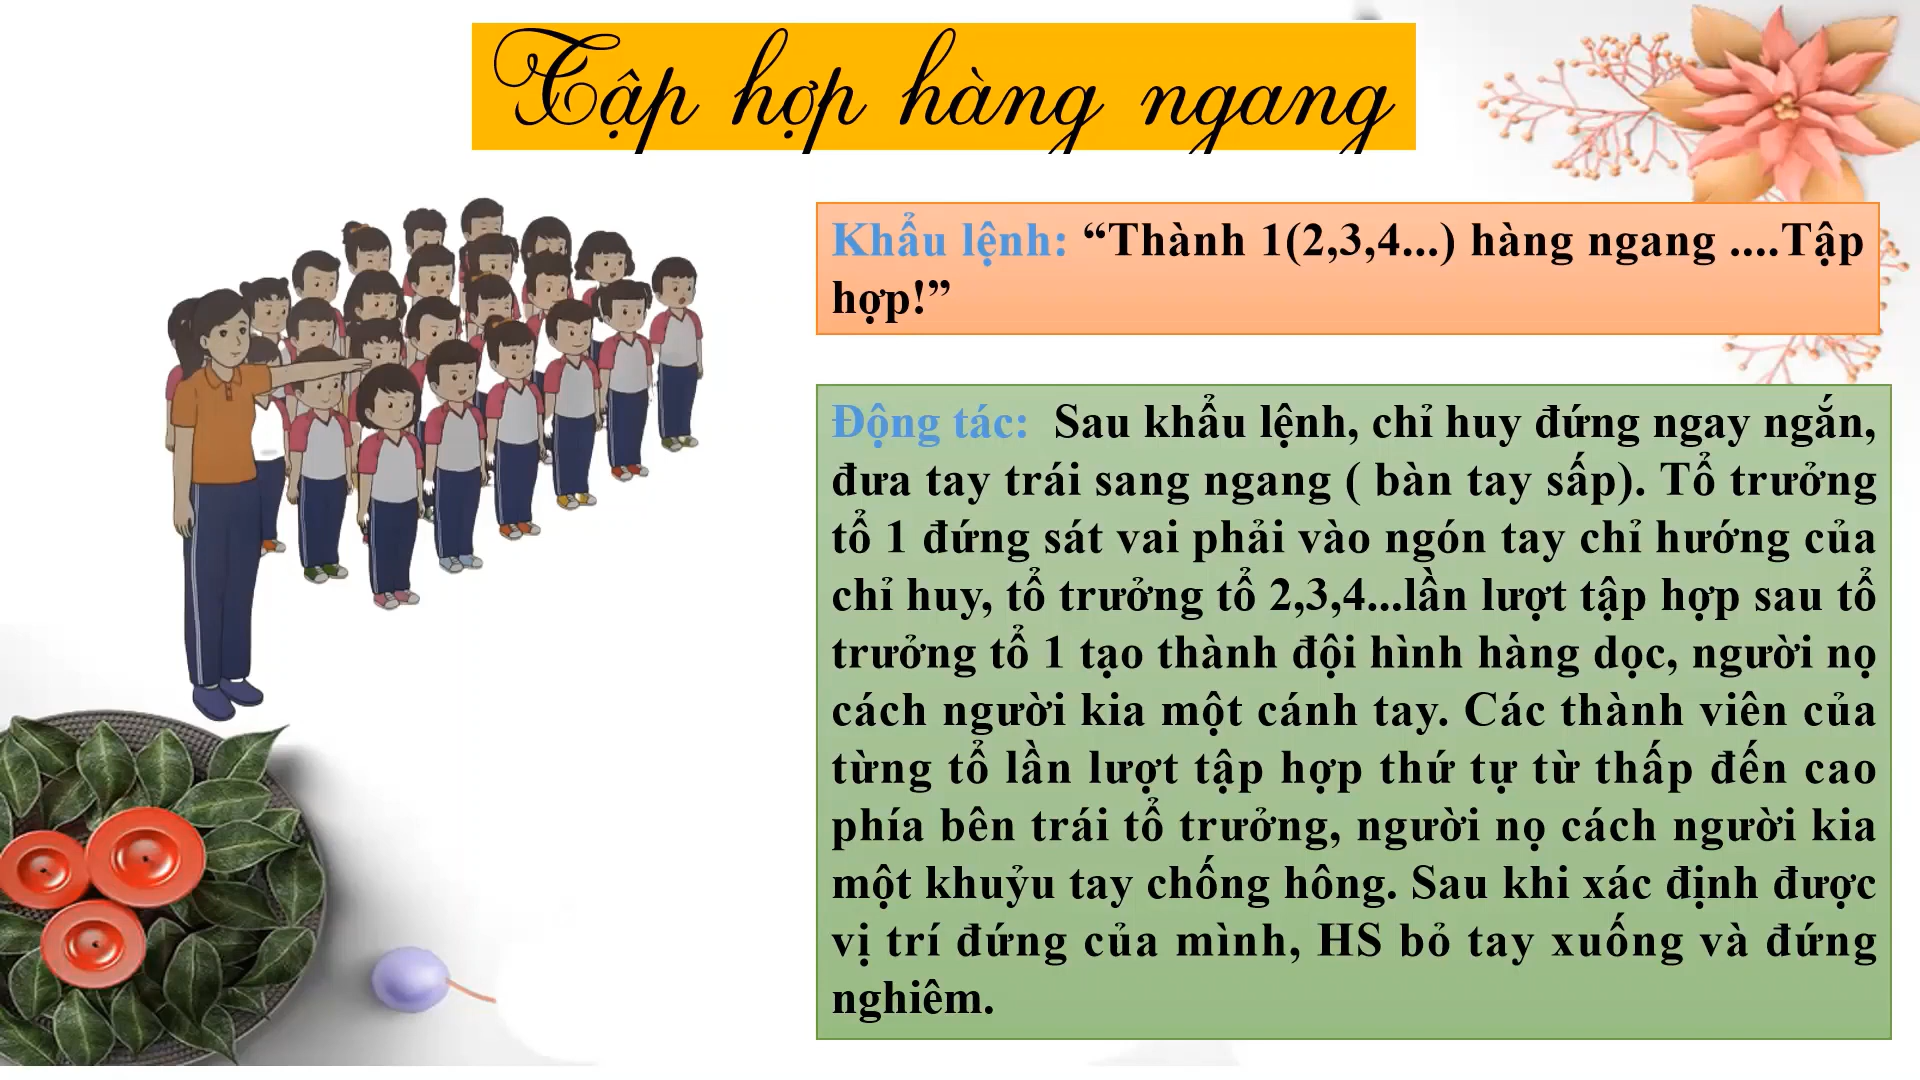 Tập hợp hàng ngang
Khẩu lệnh: “Thành 1(2,3,4...) hàng ngang ....Tập
hợp!”
Động tác: Sau khẩu lệnh, chỉ huy đứng ngay ngắn,
đưa tay trái sang ngang ( bàn tay sấp). Tổ trưởng
tổ 1 đứng sát vai phải vào ngón tay chỉ hướng của
chỉ huy, tổ trưởng tổ 2,3,4...lần lượt tập hợp sau tổ
trưởng tổ 1 tạo thành đội hình hàng dọc, người nọ
cách người kia một cánh tay. Các thành viên của
từng tổ lần lượt tập hợp thứ tự từ thấp đến cao
phía bên trái tổ trưởng, người nọ cách người kia
một khuỷu tay chống hông. Sau khi xác định được
vị trí đứng của mình, HS bỏ tay xuống và đứng
nghiêm.